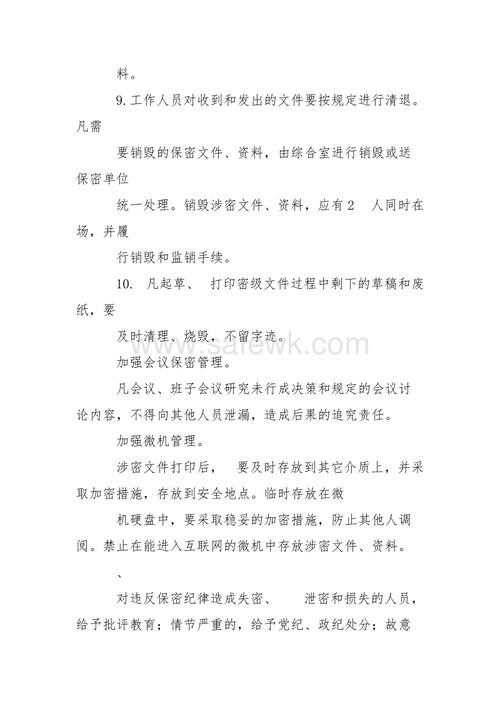 料。
9.工作人员对收到和发出的文件要按规定进行清退。
凡需
要销毁的保密文件、资料，由综合室进行销毁或送
保密单位
统一处理。销毁涉密文件、资料，应有2 人同时在
场，并履
行销毁和监销手续。
10. 凡起草、 打印密级文件过程中剩下的草稿和废
纸，要
及时清理、烧毁，不留字迹。
www.safewk.com
加强会议保密管理。
凡会议、班子会议研究未行成决策和规定的会议讨
论内容，不得向其他人员泄漏，造成后果的追究责任。
加强微机管理。
涉密文件打印后， 要及时存放到其它介质上，并采
取加密措施，存放到安全地点。临时存放在微
机硬盘中，要采取稳妥的加密措施，防止其他人调
阅。禁止在能进入互联网的微机中存放涉密文件、资料。
、
对违反保密纪律造成失密、 泄密和损失的人员，
给予批评教育；情节严重的，给予党纪、政纪处分；故意